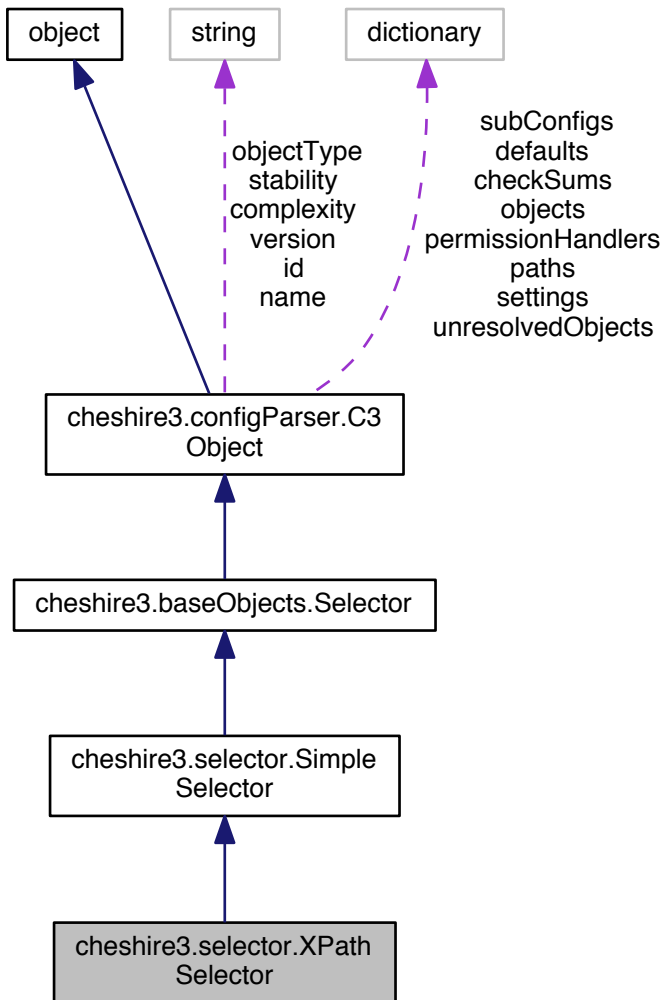 object
string
dictionary
objectType
stability
complexity
version
id
name
subConfigs
defaults
checkSums
objects
permissionHandlers
paths
settings
unresolvedObjects
cheshire3.configParser.C3
Object
cheshire3.baseObjects.Selector
cheshire3.selector.Simple
Selector
cheshire3.selector.XPath
Selector